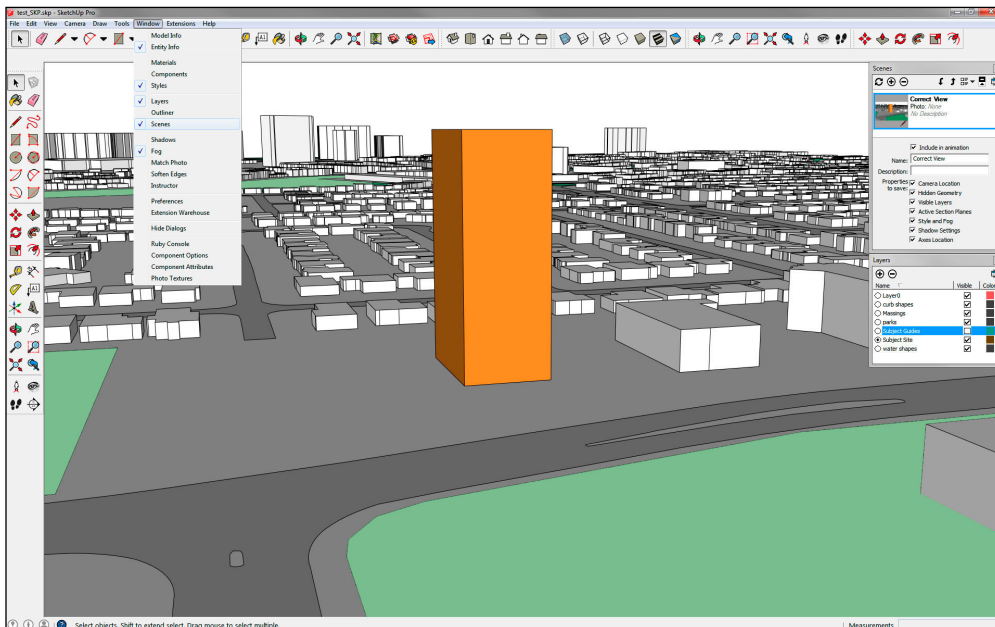 test_SKP.skp - SketchUp Pro
File Edit View Camera Draw Tools Window Extensions Help
Model Info
Entity Info
Materials
Components
Styles
Layers
Outliner
Scenes
Shadows
Fog
Match Photo
Soften Edges
Instructor
Preferences
Extension Warehouse
Hide Dialogs
Ruby Console
Component Options
Component Attributes
Photo Textures
Scenes
Correct View
Photo: None
No Description
Include in animation
Name: Correct View
Description:
Properties to save:
Camera Location
Hidden Geometry
Visible Layers
Active Section Planes
Style and Fog
Shadow Settings
Axes Location
Layers
Name Visible Color
Layer0
curb shapes
Massings
parks
Subject Guides
Subject Site
water shapes
Select objects. Shift to extend select. Drag mouse to select multiple.
Measurements